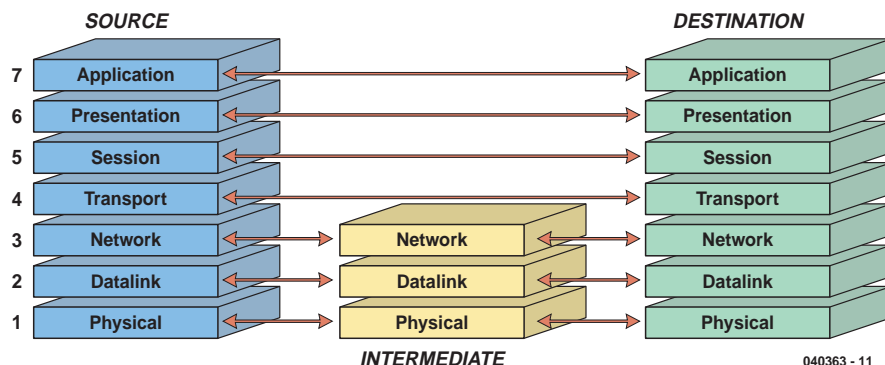 SOURCE DESTINATION
7 Application Application
6 Presentation Presentation
5 Session Session
4 Transport Transport
3 Network Network Network
2 Datalink Datalink Datalink
1 Physical Physical Physical
INTERMEDIATE 040363 - 11